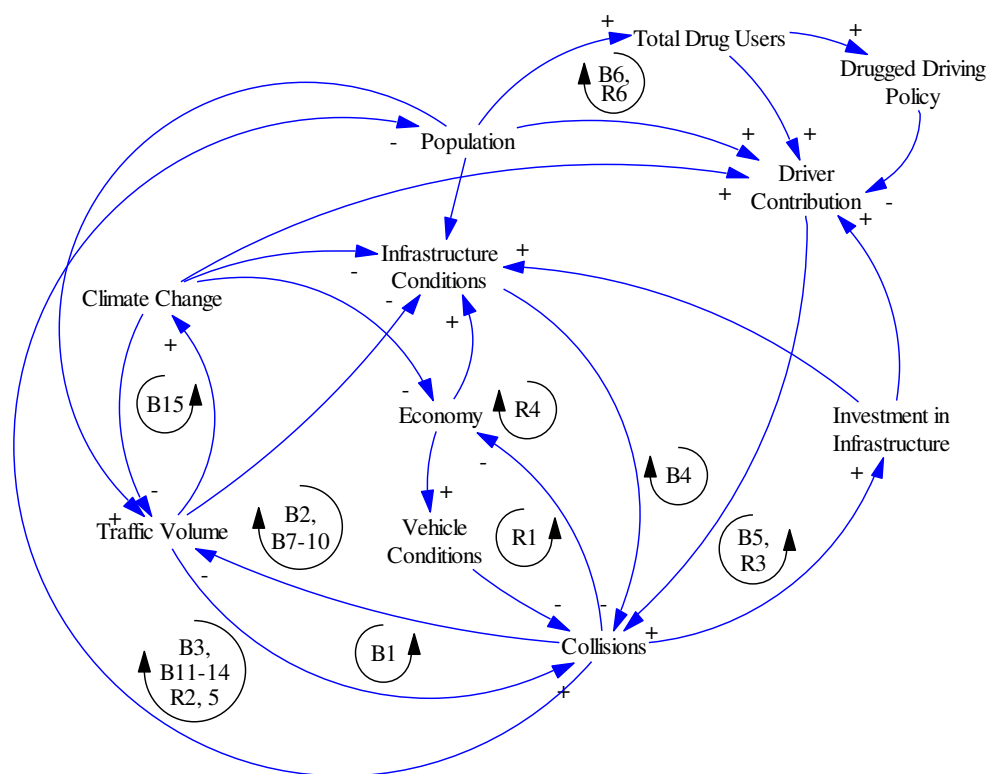 +
Total Drug Users
+
B6,
R6
Drugged Driving
Policy
-
Population
+
+
Driver
Contribution
+
-
+
Infrastructure
Conditions
+
-
-
Climate Change
+
+
B15
-
Economy
R4
Investment in
Infrastructure
-
B4
+
-
+
Traffic Volume
B2,
B7-10
+
Vehicle
Conditions
R1
B5,
R3
-
-
-
+
Collisions
B3,
B11-14
R2, 5
B1
+